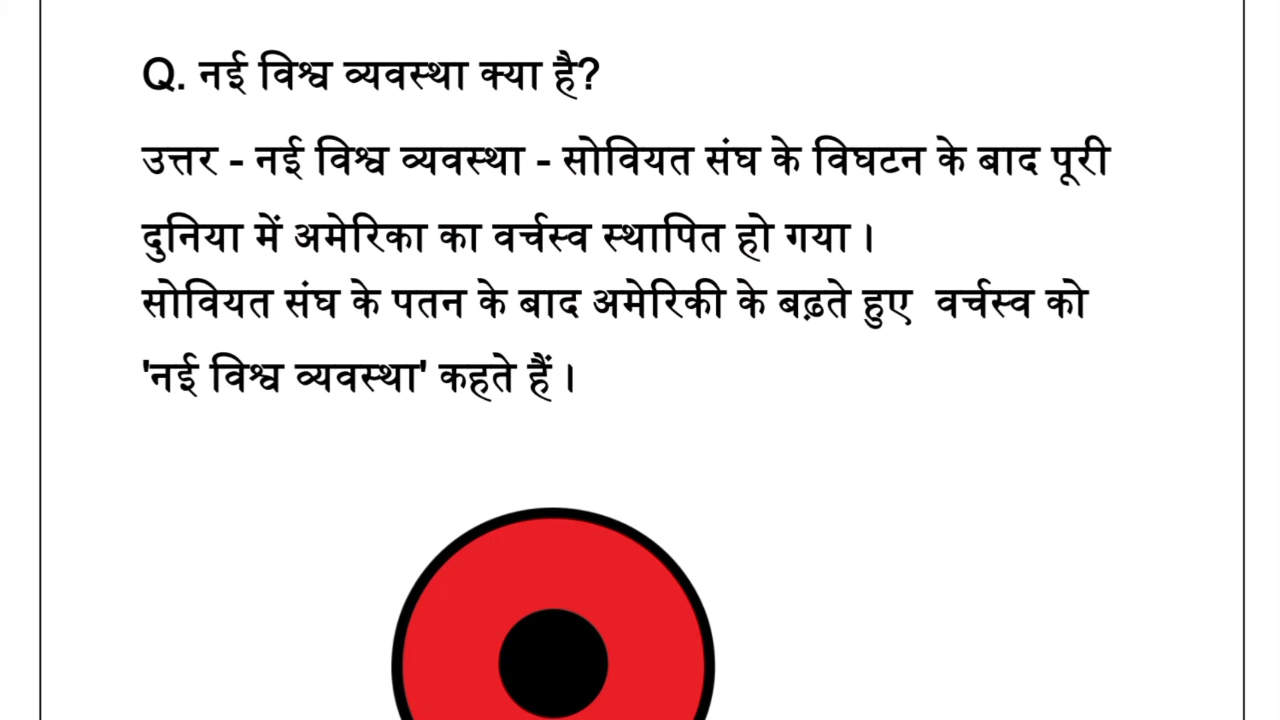 Q. नई विश्व व्यवस्था क्या है?
उत्तर - नई विश्व व्यवस्था - सोवियत संघ के विघटन के बाद पूरी
दुनिया में अमेरिका का वर्चस्व स्थापित हो गया।
सोवियत संघ के पतन के बाद अमेरिकी के बढ़ते हुए वर्चस्व को
'नई विश्व व्यवस्था' कहते हैं।